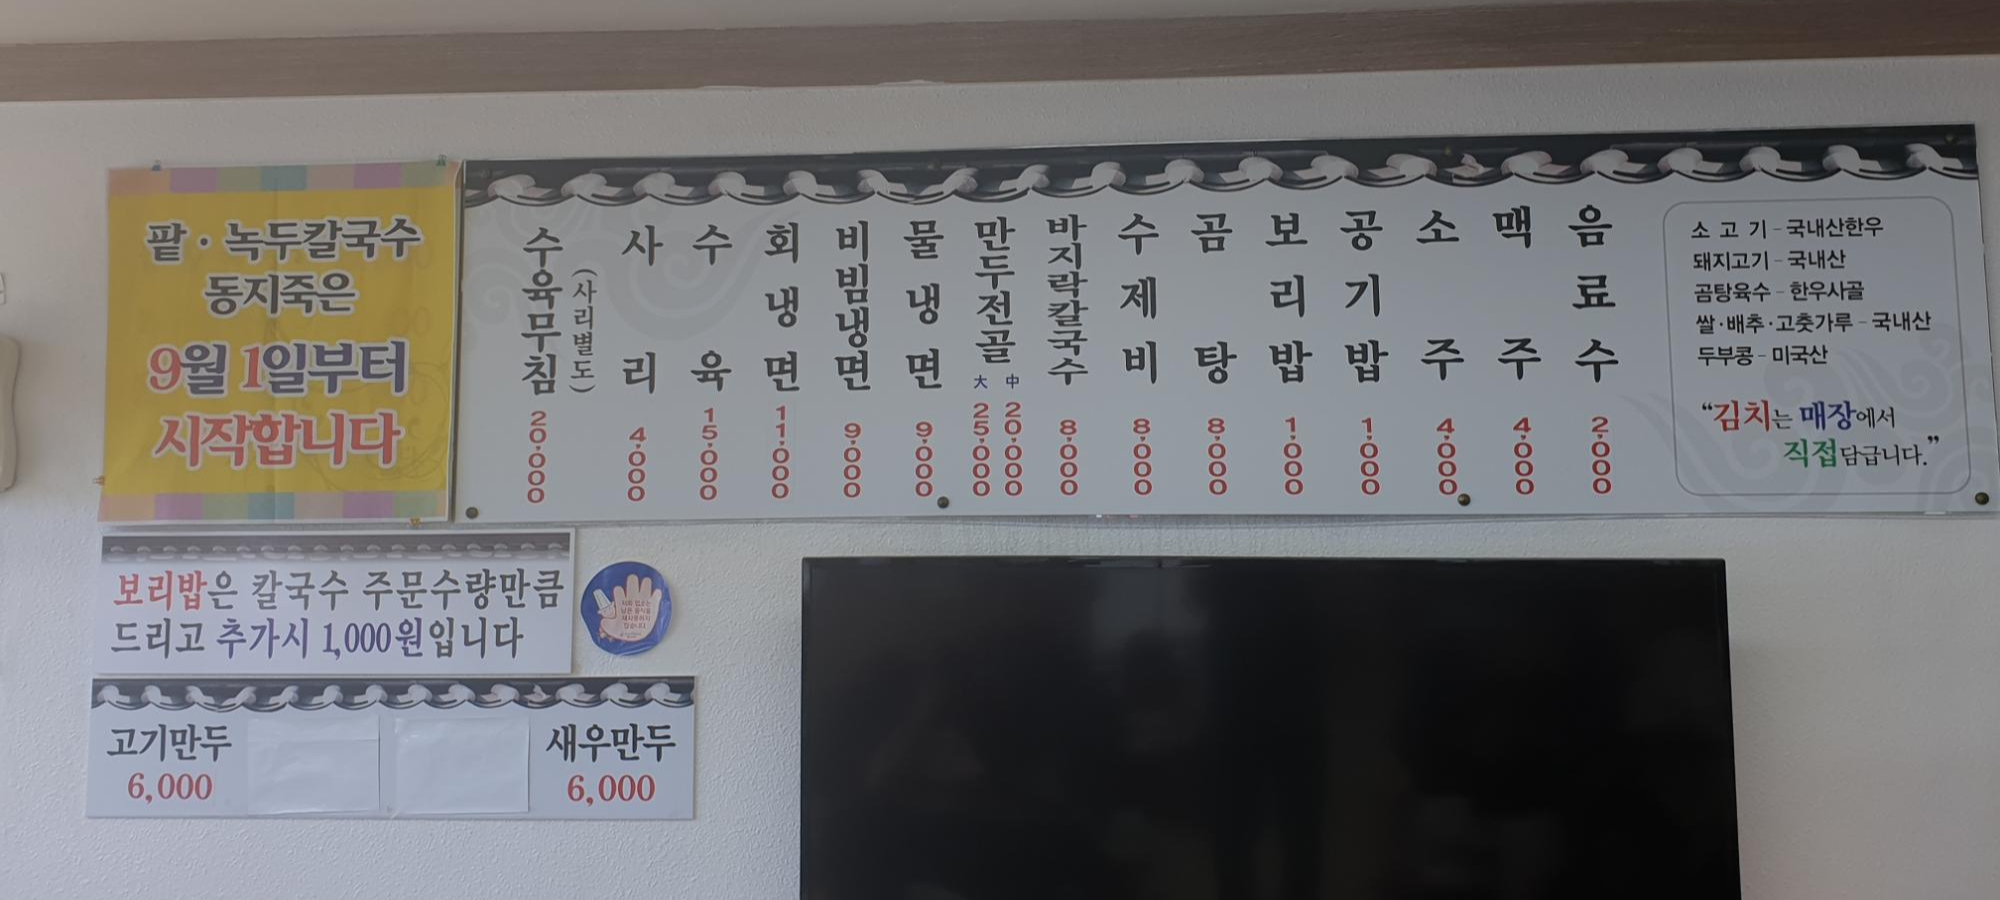 팥·녹두칼국수
동지죽은
9월 1일부터
시작합니다
수육무침 (사리별도) 20,000
사리 4,000
수육 15,000
회냉면 11,000
비빔냉면 9,000
물냉면 9,000
만두전골 大 25,000 中 20,000
바지락칼국수 8,000
수제비 8,000
곰탕 8,000
보리밥 1,000
공기밥 1,000
소주 4,000
맥주 4,000
음료수 2,000
소고기-국내산한우
돼지고기-국내산
곰탕육수-한우사골
쌀·배추·고춧가루-국내산
두부콩-미국산
“김치는 매장에서
직접담급니다.”
보리밥은 칼국수 주문수량만큼
드리고 추가시 1,000원입니다
고기만두
6,000
새우만두
6,000